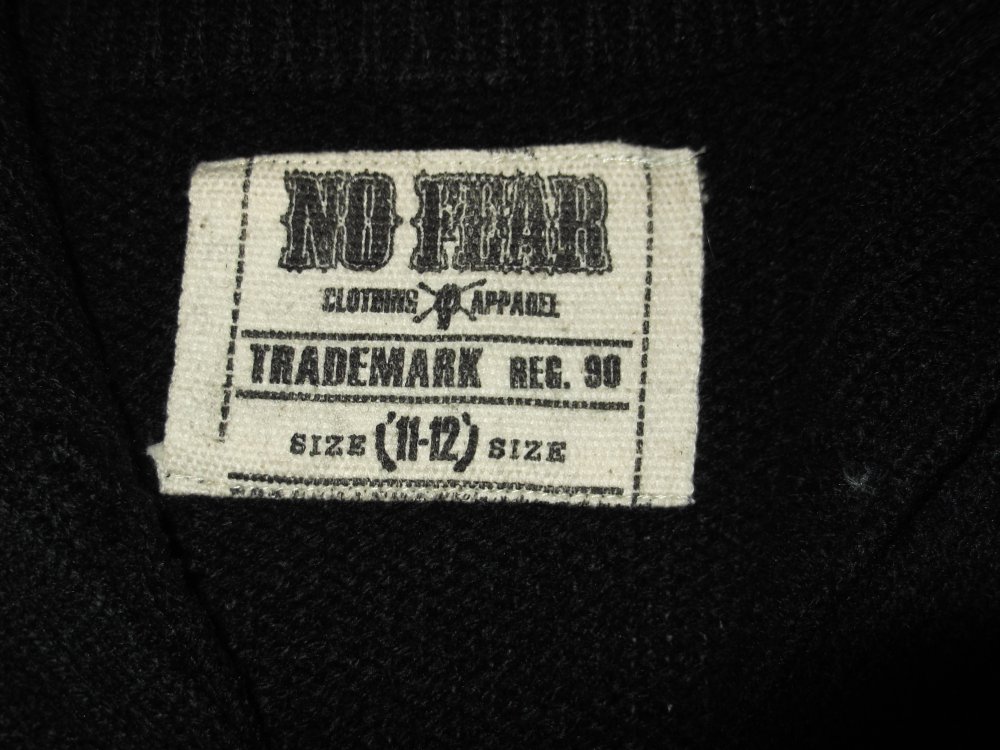 NO FEAR
CLOTHING APPAREL
TRADEMARK REG. 90
SIZE ('11-12') SIZE